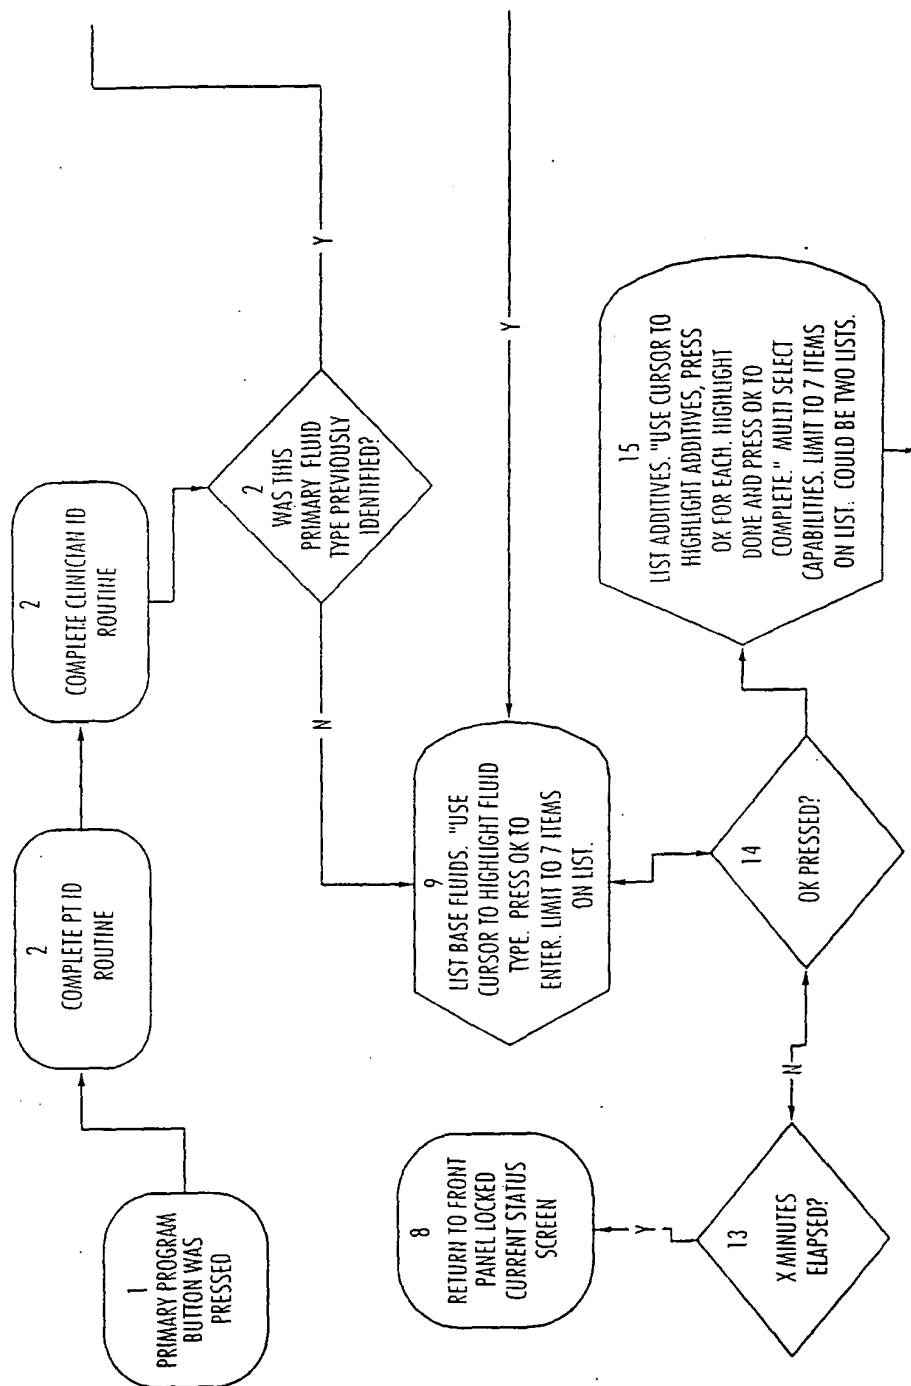 1
PRIMARY PROGRAM
BUTTON WAS
PRESSED
2
COMPLETE PT ID
ROUTINE
2
COMPLETE CLINICIAN ID
ROUTINE
2
WAS THIS
PRIMARY FLUID
TYPE PREVIOUSLY
IDENTIFIED?
Y
N
Y
9
LIST BASE FLUIDS. "USE
CURSOR TO HIGHLIGHT FLUID
TYPE. PRESS OK TO
ENTER. LIMIT TO 7 ITEMS
ON LIST.
8
RETURN TO FRONT
PANEL LOCKED
CURRENT STATUS
SCREEN
Y
13
X MINUTES
ELAPSED?
N
14
OK PRESSED?
15
LIST ADDITIVES. "USE CURSOR TO
HIGHLIGHT ADDITIVES, PRESS
OK FOR EACH. HIGHLIGHT
DONE AND PRESS OK TO
COMPLETE." MULTI SELECT
CAPABILITIES. LIMIT TO 7 ITEMS
ON LIST. COULD BE TWO LISTS.